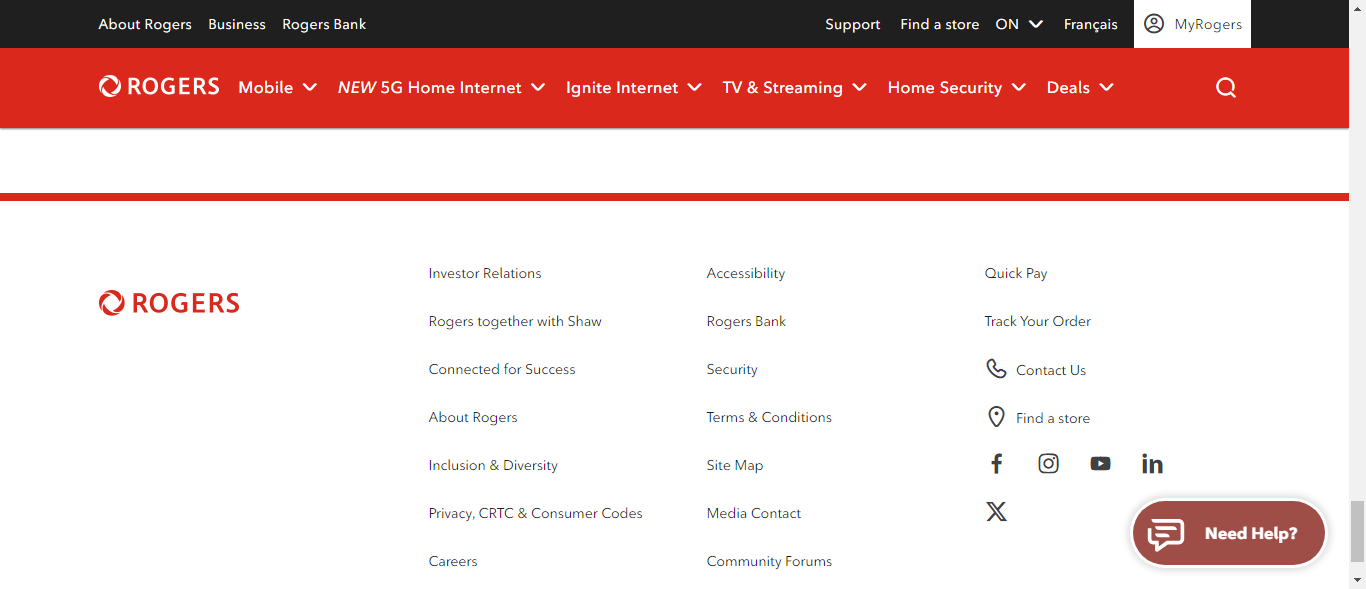 About Rogers Business Rogers Bank Support Find a store ON Français MyRogers
ROGERS Mobile NEW 5G Home Internet Ignite Internet TV & Streaming Home Security Deals
ROGERS
Investor Relations Accessibility Quick Pay
Rogers together with Shaw Rogers Bank Track Your Order
Connected for Success Security Contact Us
About Rogers Terms & Conditions Find a store
Inclusion & Diversity Site Map
Privacy, CRTC & Consumer Codes Media Contact
Need Help?
Careers Community Forums